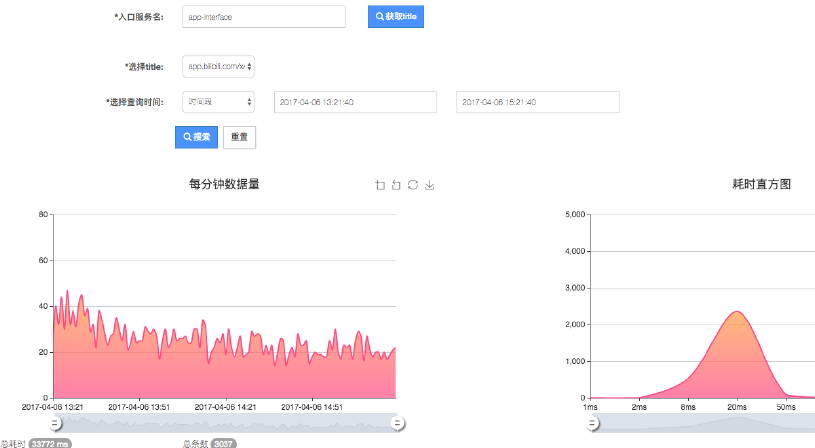 *入口服务名: app-interface 获取title
*选择title: app.bilibili.com/x/
*选择查询时间: 时间段 2017-04-06 13:21:40 2017-04-06 15:21:40
搜索 重置
每分钟数据量 耗时直方图
80 5,000
4,000
60
3,000
40
2,000
20
1,000
0 0
2017-04-06 13:21 2017-04-06 13:51 2017-04-06 14:21 2017-04-06 14:51 1ms 2ms 8ms 20ms 50ms
总耗时 33772 ms 总条数 3037